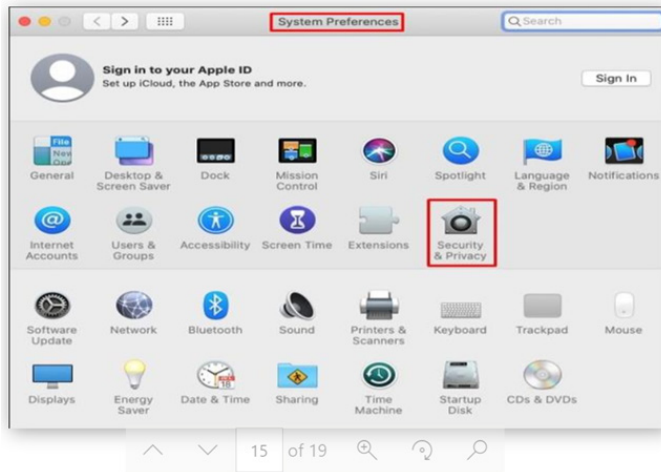 System Preferences
Search
Sign in to your Apple ID
Set up iCloud, the App Store and more.
Sign In
File
New
General
Desktop &
Screen Saver
Dock
Mission
Control
Siri
Spotlight
Language
& Region
Notifications
Internet
Accounts
Users &
Groups
Accessibility
Screen Time
Extensions
Security
& Privacy
Software
Update
Network
Bluetooth
Sound
Printers &
Scanners
Keyboard
Trackpad
Mouse
Displays
Energy
Saver
Date & Time
18
Sharing
Time
Machine
Startup
Disk
CDs & DVDs
15 of 19